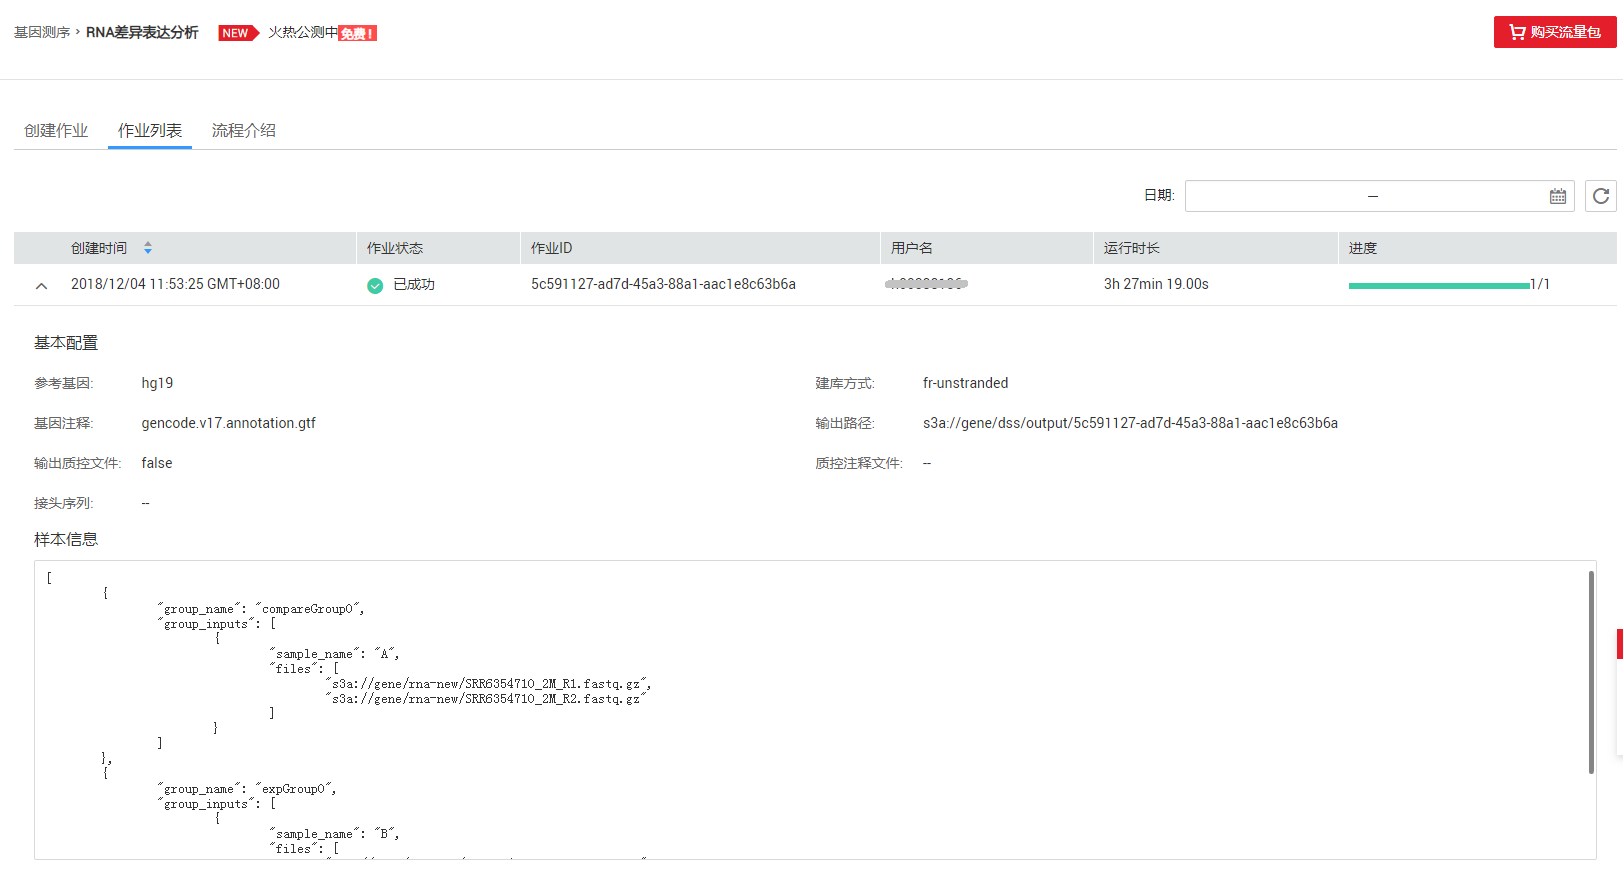 基因测序 › RNA差异表达分析 NEW 火热公测中免费! 购买流量包
创建作业 作业列表 流程介绍
日期: —
创建时间 作业状态 作业ID 用户名 运行时长 进度
2018/12/04 11:53:25 GMT+08:00 已成功 5c591127-ad7d-45a3-88a1-aac1e8c63b6a 3h 27min 19.00s 1/1
基本配置
参考基因: hg19 建库方式: fr-unstranded
基因注释: gencode.v17.annotation.gtf 输出路径: s3a://gene/dss/output/5c591127-ad7d-45a3-88a1-aac1e8c63b6a
输出质控文件: false 质控注释文件: --
接头序列: --
样本信息
[
{
"group_name": "compareGroup0",
"group_inputs": [
{
"sample_name": "A",
"files": [
"s3a://gene/rna-new/SRR6354710_2M_R1.fastq.gz",
"s3a://gene/rna-new/SRR6354710_2M_R2.fastq.gz"
]
}
]
},
{
"group_name": "expGroup0",
"group_inputs": [
{
"sample_name": "B",
"files": [